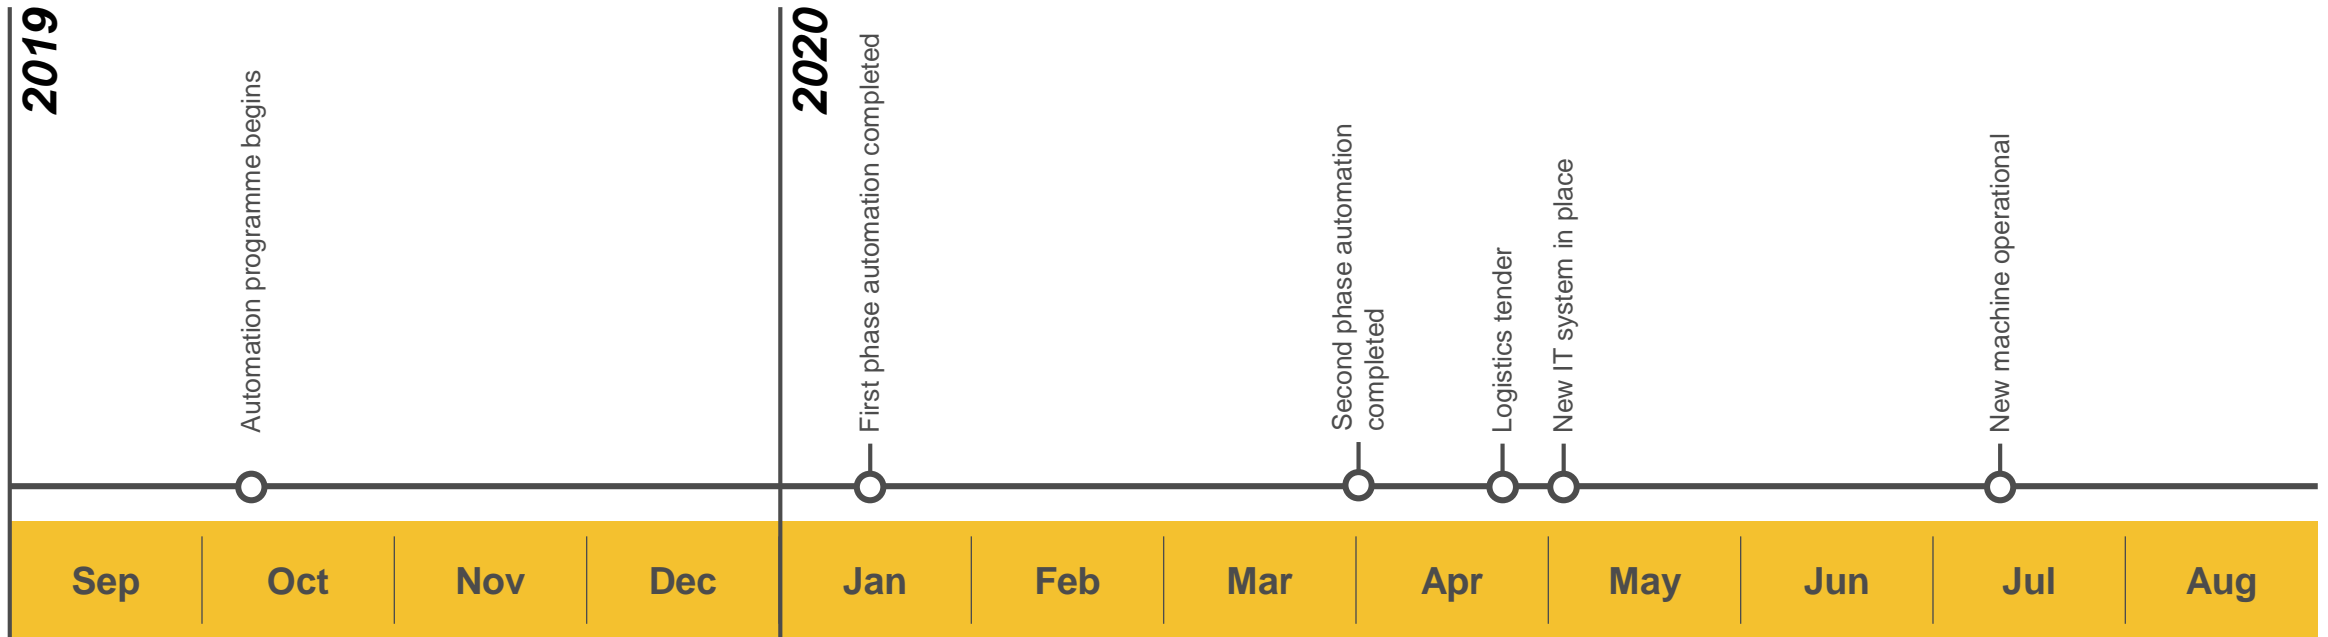 2019
Automation programme begins
2020
First phase automation completed
Second phase automation
completed
Logistics tender
New IT system in place
New machine operational
Sep
Oct
Nov
Dec
Jan
Feb
Mar
Apr
May
Jun
Jul
Aug